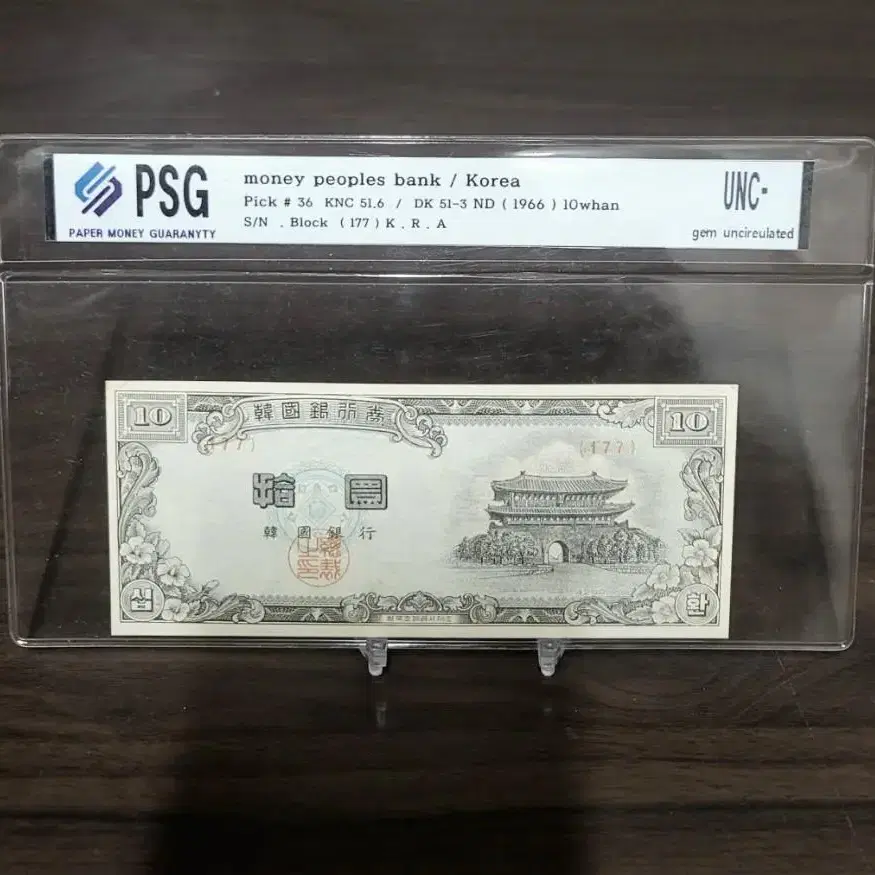 PSG
PAPER MONEY GUARANYTY
money peoples bank / Korea
Pick # 36 KNC 51.6 / DK 51-3 ND ( 1966 ) 10whan
S/N . Block ( 177 ) K . R . A
UNC-
gem uncireulated
10 韓國銀行券 10
(177) (177)
拾 圜
韓國銀行
십 환